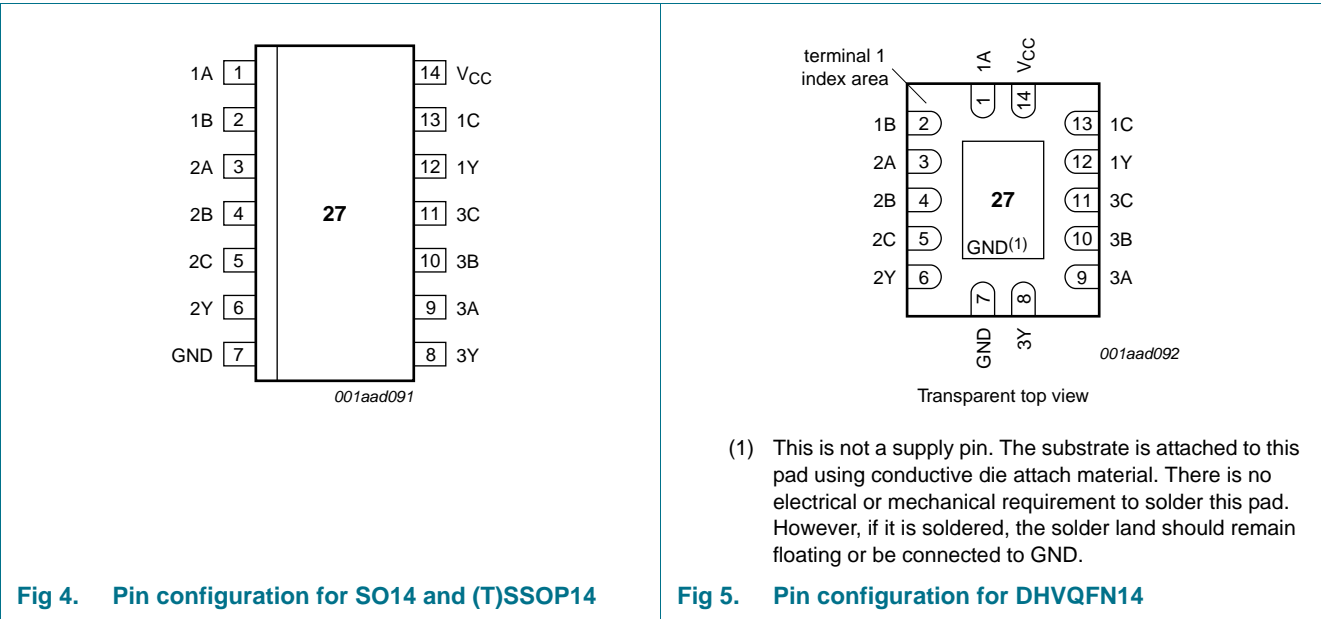 1A 1 14 VCC
1B 2 13 1C
2A 3 12 1Y
2B 4 27 11 3C
2C 5 10 3B
2Y 6 9 3A
GND 7 8 3Y
001aad091
Fig 4. Pin configuration for SO14 and (T)SSOP14
terminal 1
index area
1A VCC
1 14
1B 2 13 1C
2A 3 12 1Y
2B 4 27 11 3C
2C 5 GND(1) 10 3B
2Y 6 9 3A
7 8
GND 3Y
001aad092
Transparent top view
(1) This is not a supply pin. The substrate is attached to this
pad using conductive die attach material. There is no
electrical or mechanical requirement to solder this pad.
However, if it is soldered, the solder land should remain
floating or be connected to GND.
Fig 5. Pin configuration for DHVQFN14